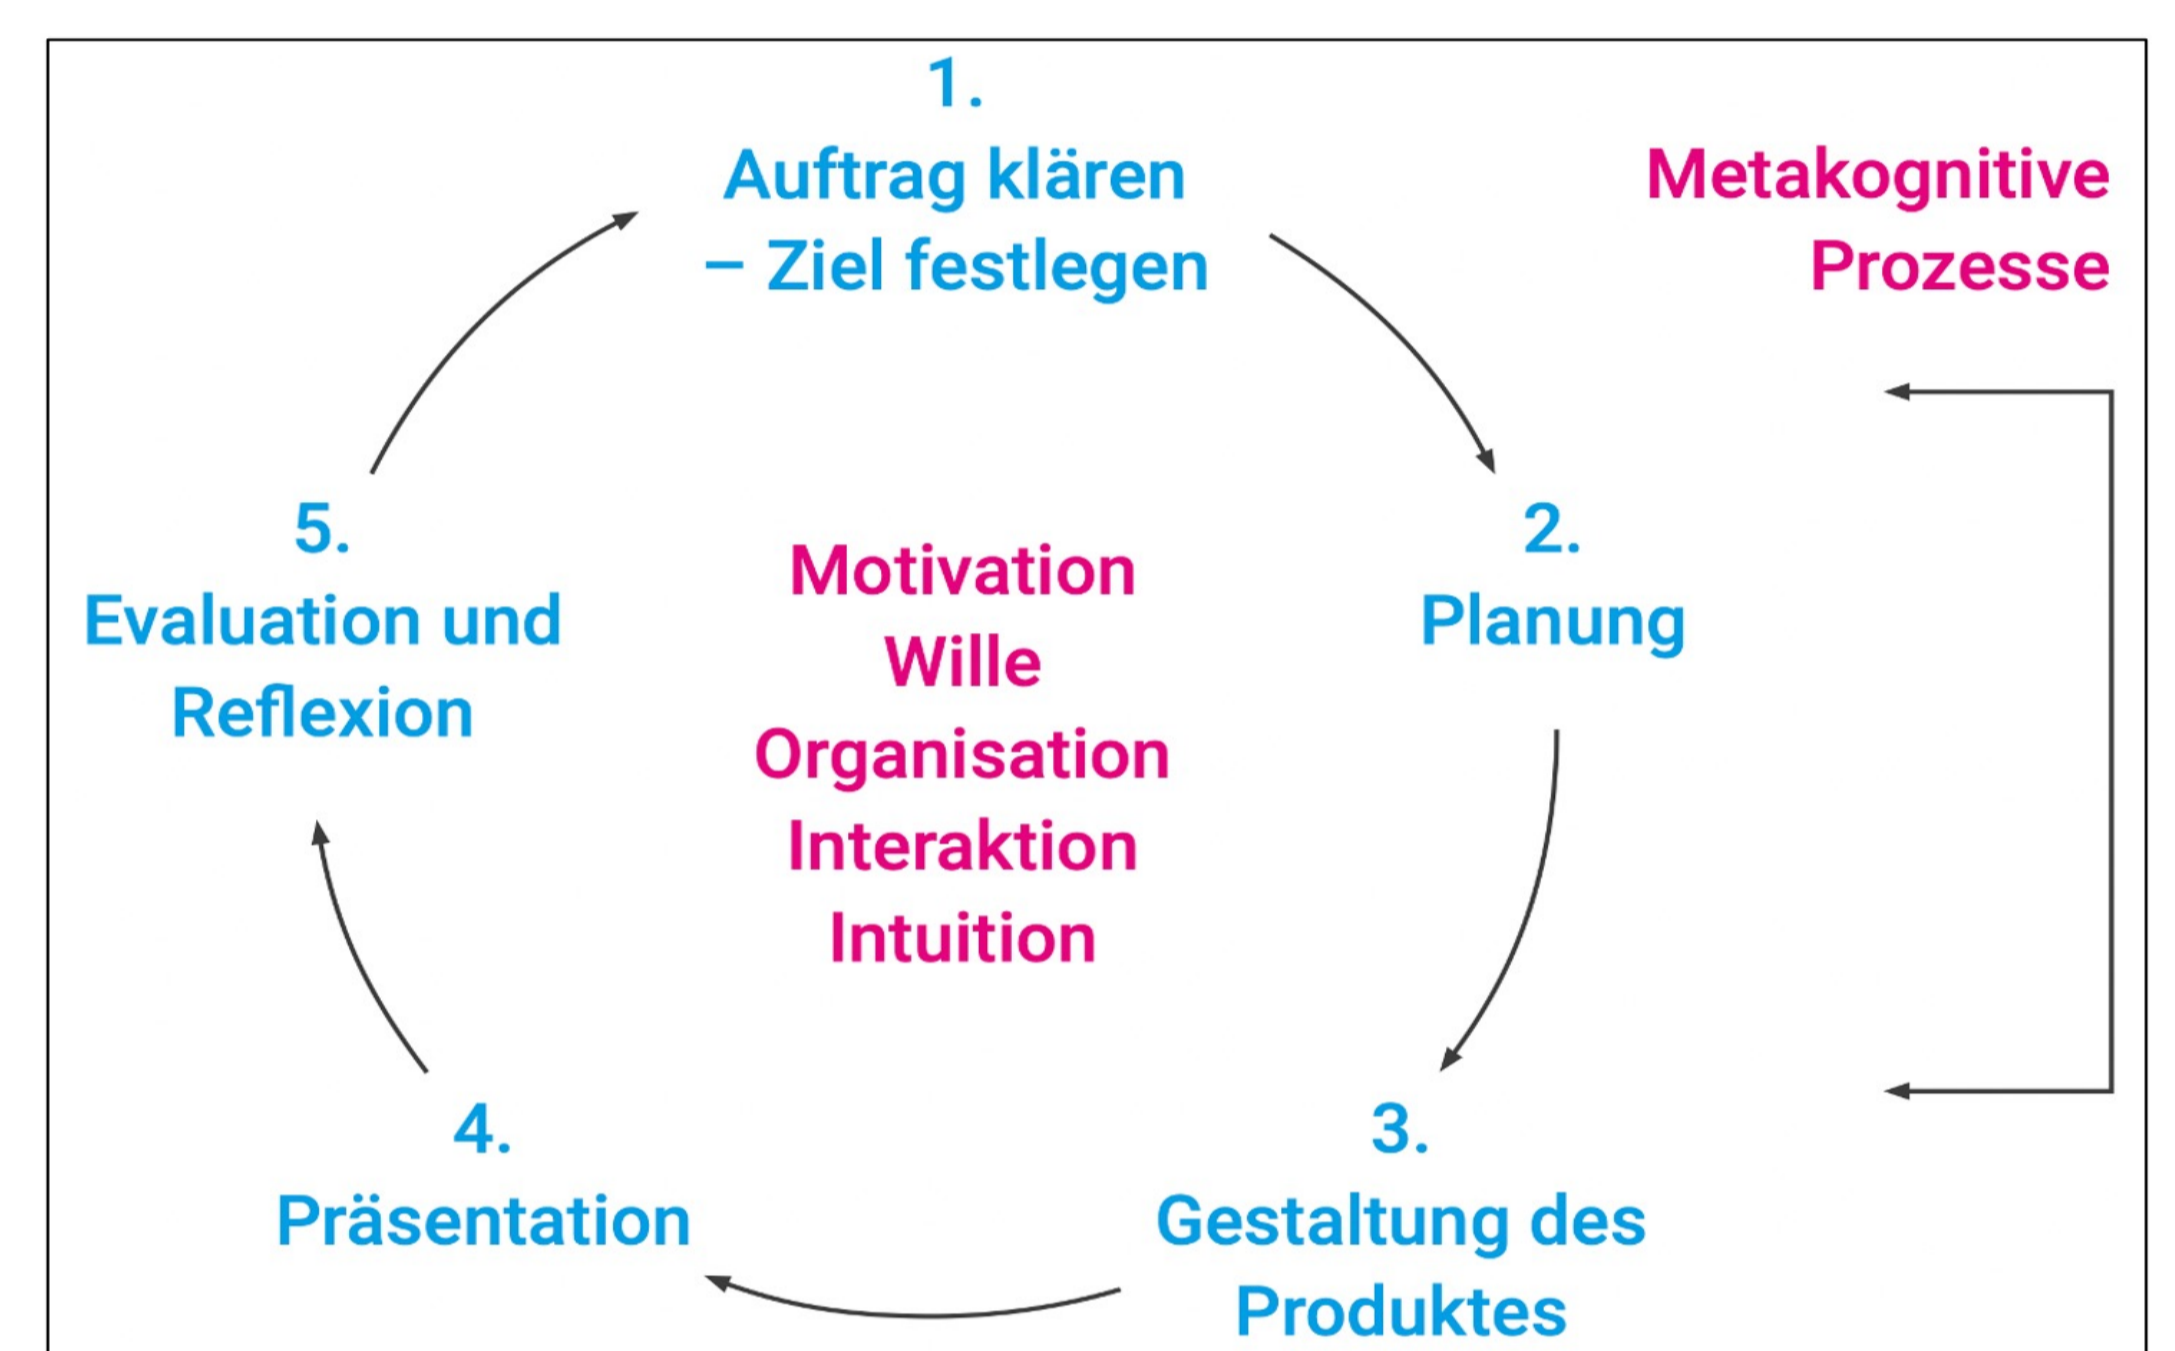 1.
Auftrag klären
– Ziel festlegen
Metakognitive
Prozesse
2.
Planung
3.
Gestaltung des
Produktes
4.
Präsentation
5.
Evaluation und
Reflexion
Motivation
Wille
Organisation
Interaktion
Intuition